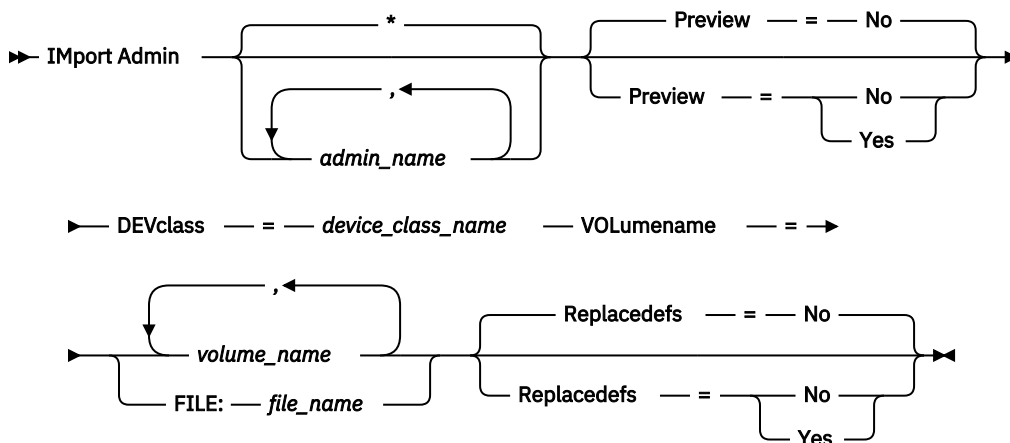 *
Preview = No
IMport Admin
, 
Preview = No
admin_name
Yes
DEVclass = device_class_name VOLumename =
,
Replacedefs = No
volume_name
Replacedefs = No
FILE: file_name
Yes